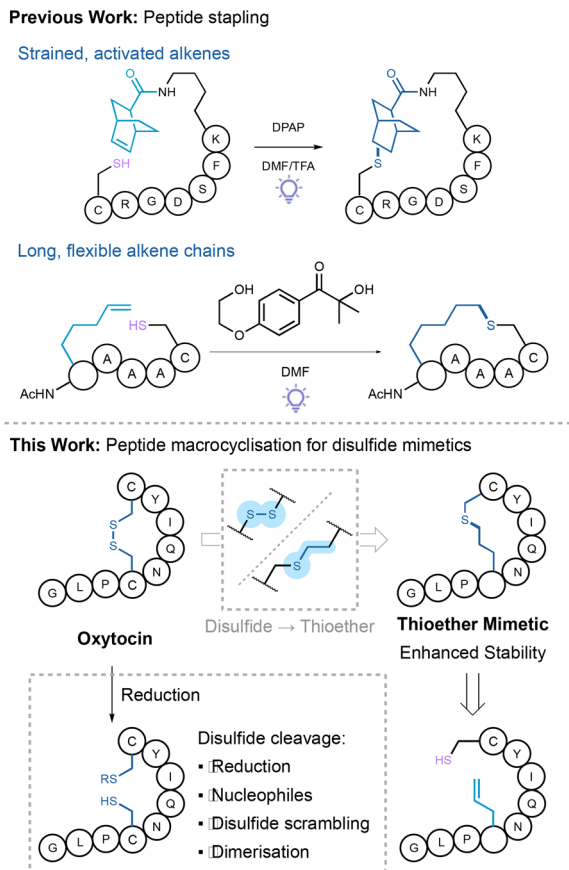 Previous Work: Peptide stapling
Strained, activated alkenes
O
NH
SH
C R G D S F K
DPAP
DMF/TFA
O
NH
S
C R G D S F K
Long, flexible alkene chains
HS
AcHN
A A A C
OH
O
OH
O
DMF
S
AcHN
A A A C
This Work: Peptide macrocyclisation for disulfide mimetics
C Y I Q N C P L G
S
S
S S
S
Disulfide → Thioether
C Y I Q N P L G
S
Oxytocin
Thioether Mimetic
Enhanced Stability
Reduction
C Y I Q N C P L G
RS
HS
Disulfide cleavage:
▪ Reduction
▪ Nucleophiles
▪ Disulfide scrambling
▪ Dimerisation
C Y I Q N P L G
HS